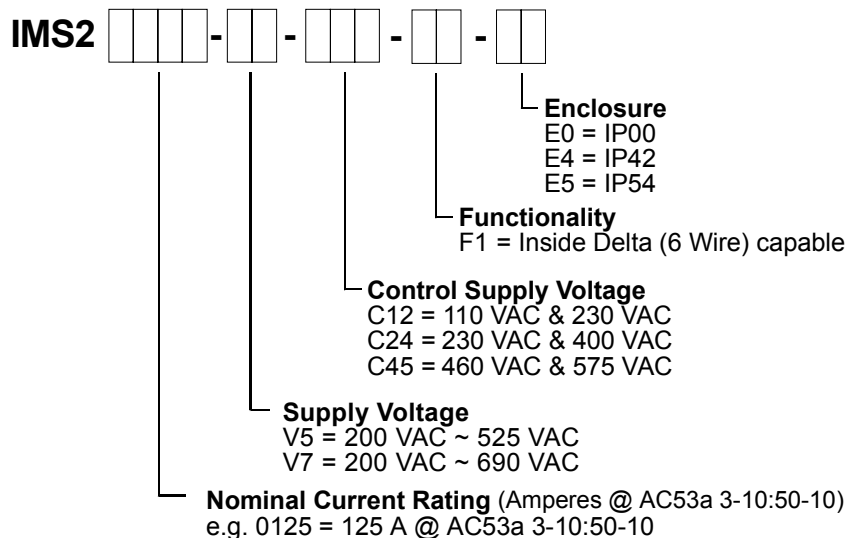 IMS2 - - - -
Enclosure
E0 = IP00
E4 = IP42
E5 = IP54
Functionality
F1 = Inside Delta (6 Wire) capable
Control Supply Voltage
C12 = 110 VAC & 230 VAC
C24 = 230 VAC & 400 VAC
C45 = 460 VAC & 575 VAC
Supply Voltage
V5 = 200 VAC ~ 525 VAC
V7 = 200 VAC ~ 690 VAC
Nominal Current Rating (Amperes @ AC53a 3-10:50-10)
e.g. 0125 = 125 A @ AC53a 3-10:50-10